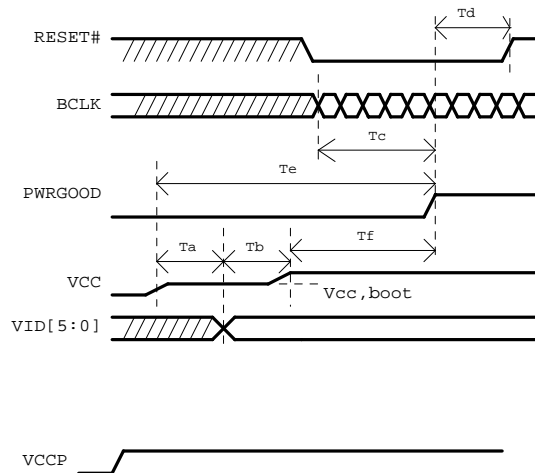 Td
RESET#
BCLK
Tc
Te
PWRGOOD
Ta
Tb
Tf
VCC
Vcc,boot
VID[5:0]
VCCP